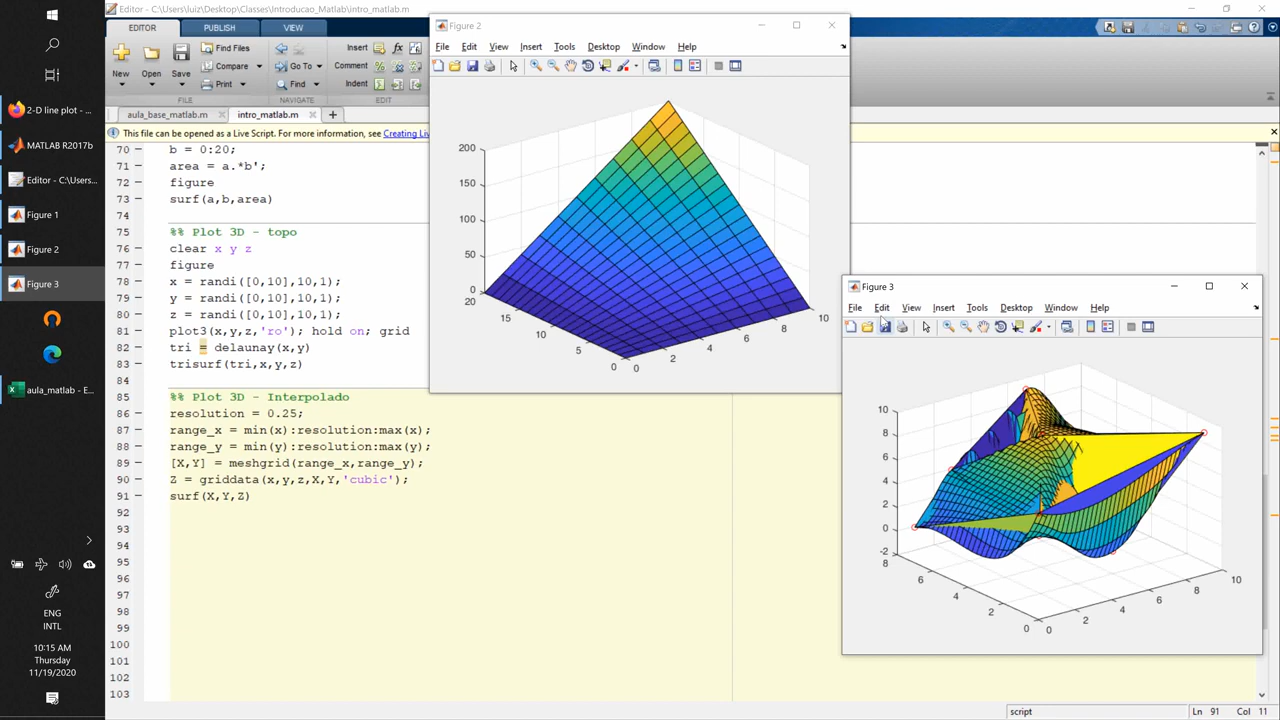 Editor - C:\Users\luiz\Desktop\Classes\Introducao_Matlab\intro_matlab.m
EDITOR
PUBLISH
VIEW
New
Open
Save
Find Files
Compare
Print
FILE
Go To
Find
NAVIGATE
Insert
Comment
Indent
EDIT
aula_base_matlab.m
intro_matlab.m
This file can be opened as a Live Script. For more information, see Creating Liv
70 b = 0:20;
71 area = a.*b';
72 figure
73 surf(a,b,area)
74
75 %% Plot 3D - topo
76 clear x y z
77 figure
78 x = randi([0,10],10,1);
79 y = randi([0,10],10,1);
80 z = randi([0,10],10,1);
81 plot3(x,y,z,'ro'); hold on; grid
82 tri = delaunay(x,y)
83 trisurf(tri,x,y,z)
84
85 %% Plot 3D - Interpolado
86 resolution = 0.25;
87 range_x = min(x):resolution:max(x);
88 range_y = min(y):resolution:max(y);
89 [X,Y] = meshgrid(range_x,range_y);
90 Z = griddata(x,y,z,X,Y,'cubic');
91 surf(X,Y,Z)
92
93
94
95
96
97
98
99
100
101
102
103
Figure 2
File Edit View Insert Tools Desktop Window Help
200
150
100
50
0
20
15
10
5
0
0
2
4
6
8
10
Figure 3
File Edit View Insert Tools Desktop Window Help
10
8
6
4
2
0
-2
8
6
4
2
0
0
2
4
6
8
10
2-D line plot - ...
MATLAB R2017b
Editor - C:\Users...
Figure 1
Figure 2
Figure 3
aula_matlab - E...
ENG
INTL
10:15 AM
Thursday
11/19/2020
script
Ln 91 Col 11